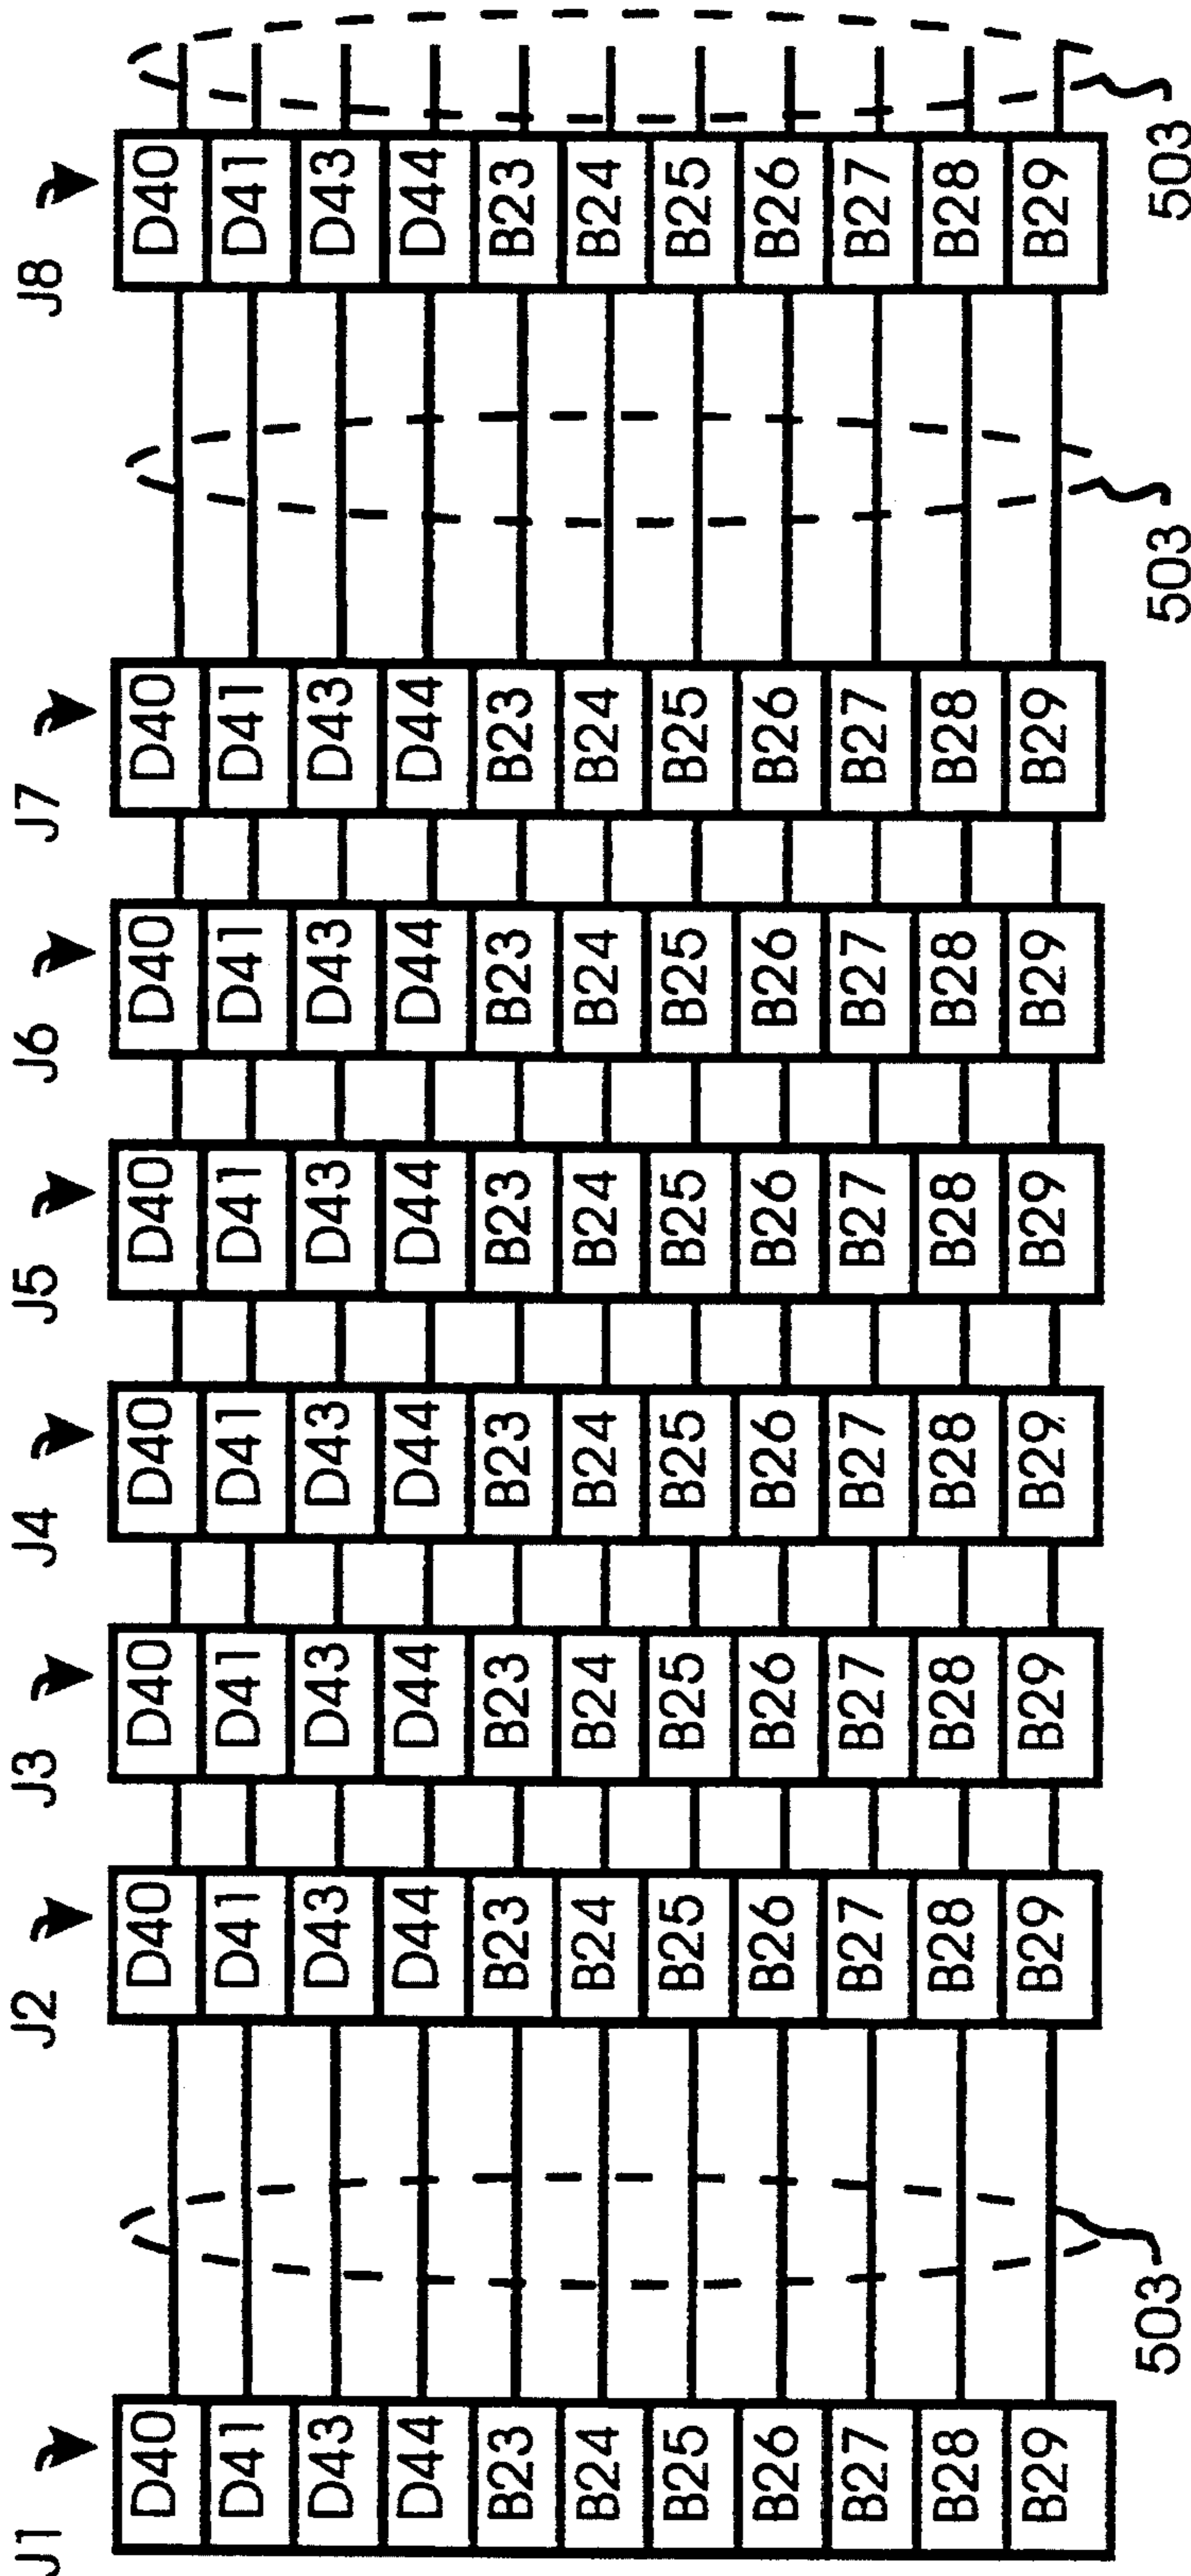 J1 J2 J3 J4 J5 J6 J7 J8
D40 D40 D40 D40 D40 D40 D40 D40
D41 D41 D41 D41 D41 D41 D41 D41
D43 D43 D43 D43 D43 D43 D43 D43
D44 D44 D44 D44 D44 D44 D44 D44
B23 B23 B23 B23 B23 B23 B23 B23
B24 B24 B24 B24 B24 B24 B24 B24
B25 B25 B25 B25 B25 B25 B25 B25
B26 B26 B26 B26 B26 B26 B26 B26
B27 B27 B27 B27 B27 B27 B27 B27
B28 B28 B28 B28 B28 B28 B28 B28
B29 B29 B29 B29 B29 B29 B29 B29
503 503 503